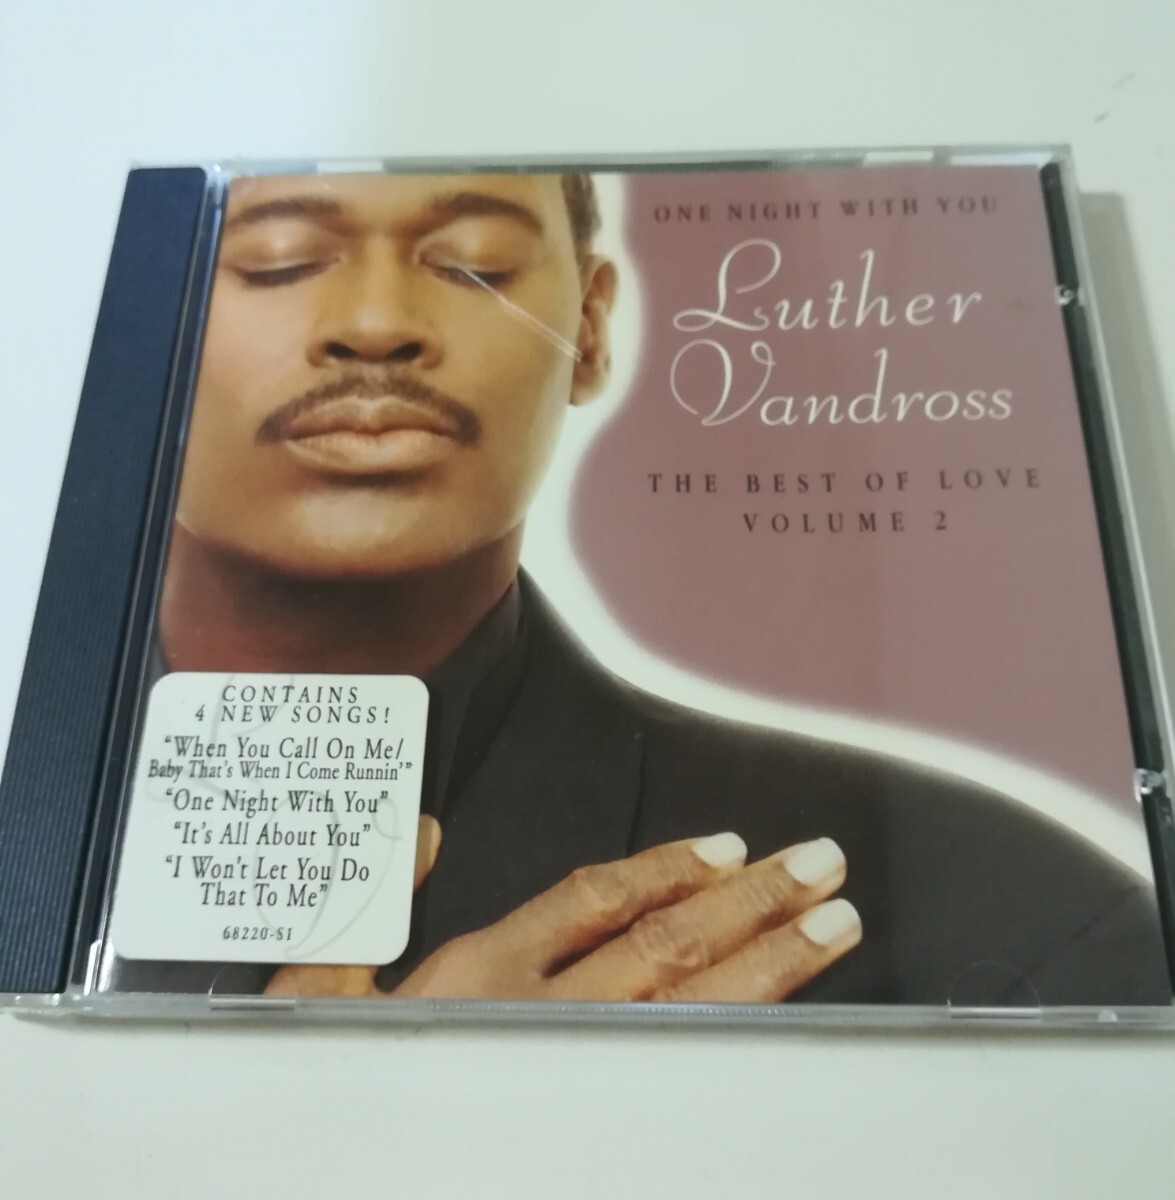 ONE NIGHT WITH YOU
Luther
Vandross
THE BEST OF LOVE
VOLUME 2
CONTAINS
4 NEW SONGS!
"When You Call On Me/
Baby That's When I Come Runnin'"
"One Night With You"
"It's All About You"
"I Won't Let You Do
That To Me"
68220-S1